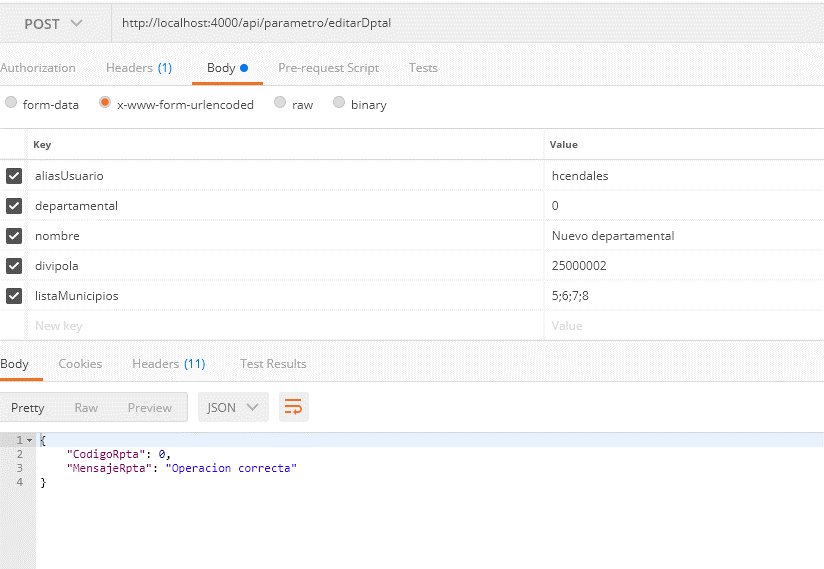 POST http://localhost:4000/api/parametro/editarDptal
Authorization Headers (1) Body Pre-request Script Tests
form-data x-www-form-urlencoded raw binary
Key Value
aliasUsuario hcendales
departamental 0
nombre Nuevo departamental
divipola 25000002
listaMunicipios 5;6;7;8
New key Value
Body Cookies Headers (11) Test Results
Pretty Raw Preview JSON
1 {
2 "CodigoRpta": 0,
3 "MensajeRpta": "Operacion correcta"
4 }